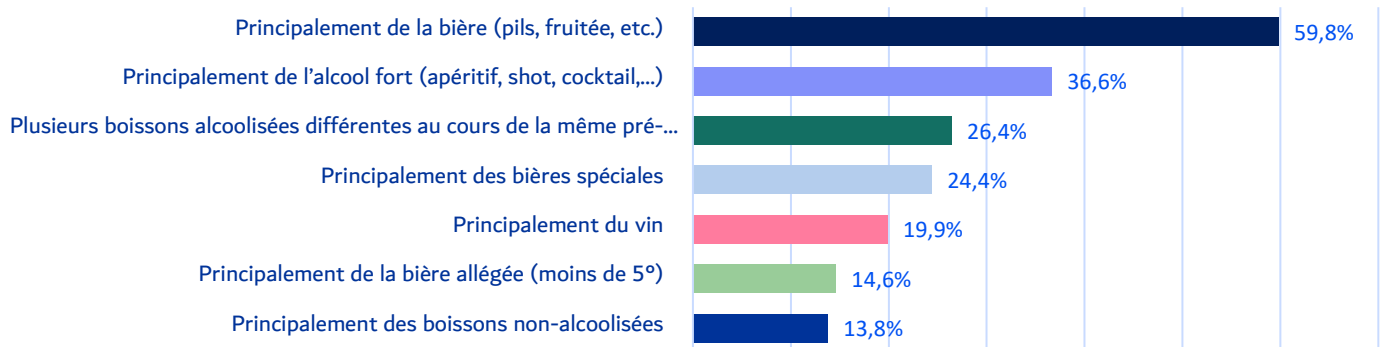 Principalement de la bière (pils, fruitée, etc.) 59,8%
Principalement de l'alcool fort (apéritif, shot, cocktail,...) 36,6%
Plusieurs boissons alcoolisées différentes au cours de la même pré-... 26,4%
Principalement des bières spéciales 24,4%
Principalement du vin 19,9%
Principalement de la bière allégée (moins de 5°) 14,6%
Principalement des boissons non-alcoolisées 13,8%